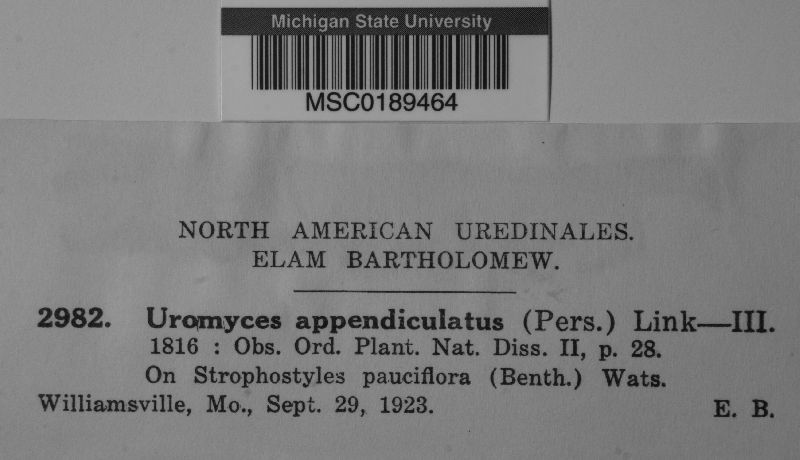 Michigan State University
MSC0189464
NORTH AMERICAN UREDINALES.
ELAM BARTHOLOMEW.
2982. Uromyces appendiculatus (Pers.) Link—III.
1816 : Obs. Ord. Plant. Nat. Diss. II, p. 28.
On Strophostyles pauciflora (Benth.) Wats.
Williamsville, Mo., Sept. 29, 1923. E. B.